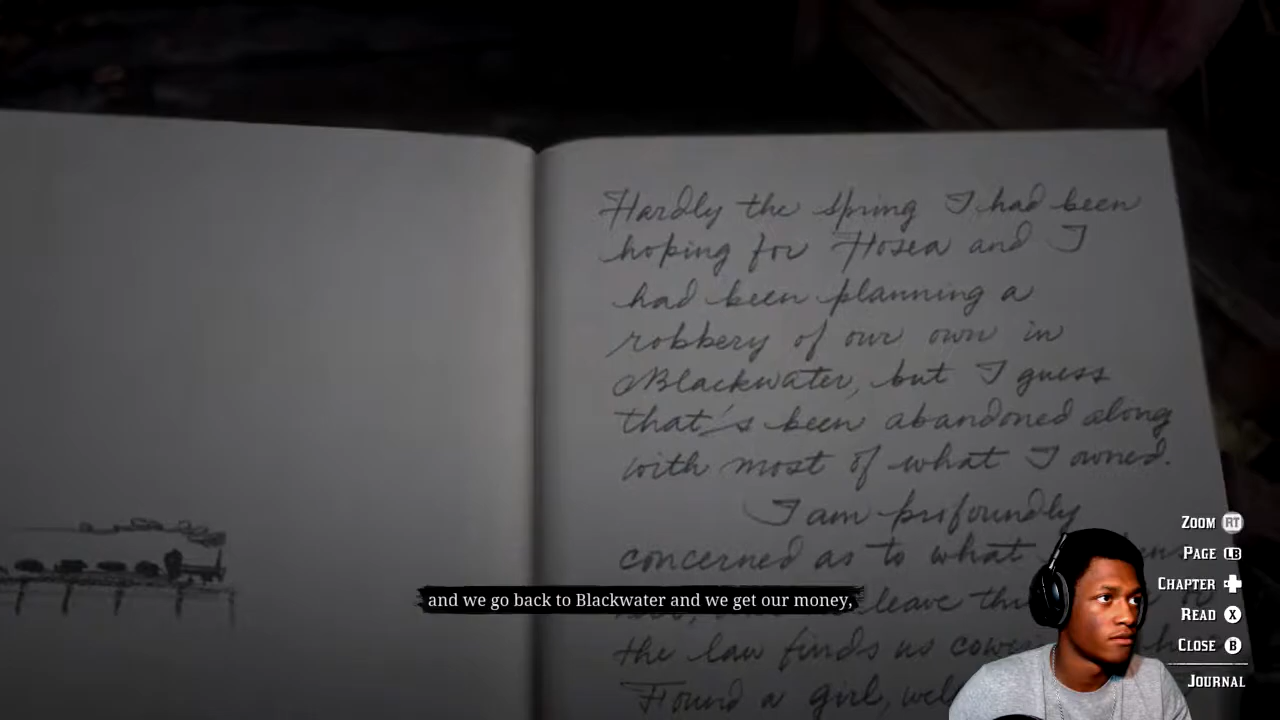 Hardly the spring I had been
hoping for Hosea and I
had been planning a
robbery of our own in
Blackwater, but I guess
that's been abandoned along
with most of what I owned.
I am profoundly
concerned as to what
leave
the law finds us
Found a girl,
and we go back to Blackwater and we get our money,
ZOOM RT
PAGE LB
CHAPTER
READ X
CLOSE B
JOURNAL